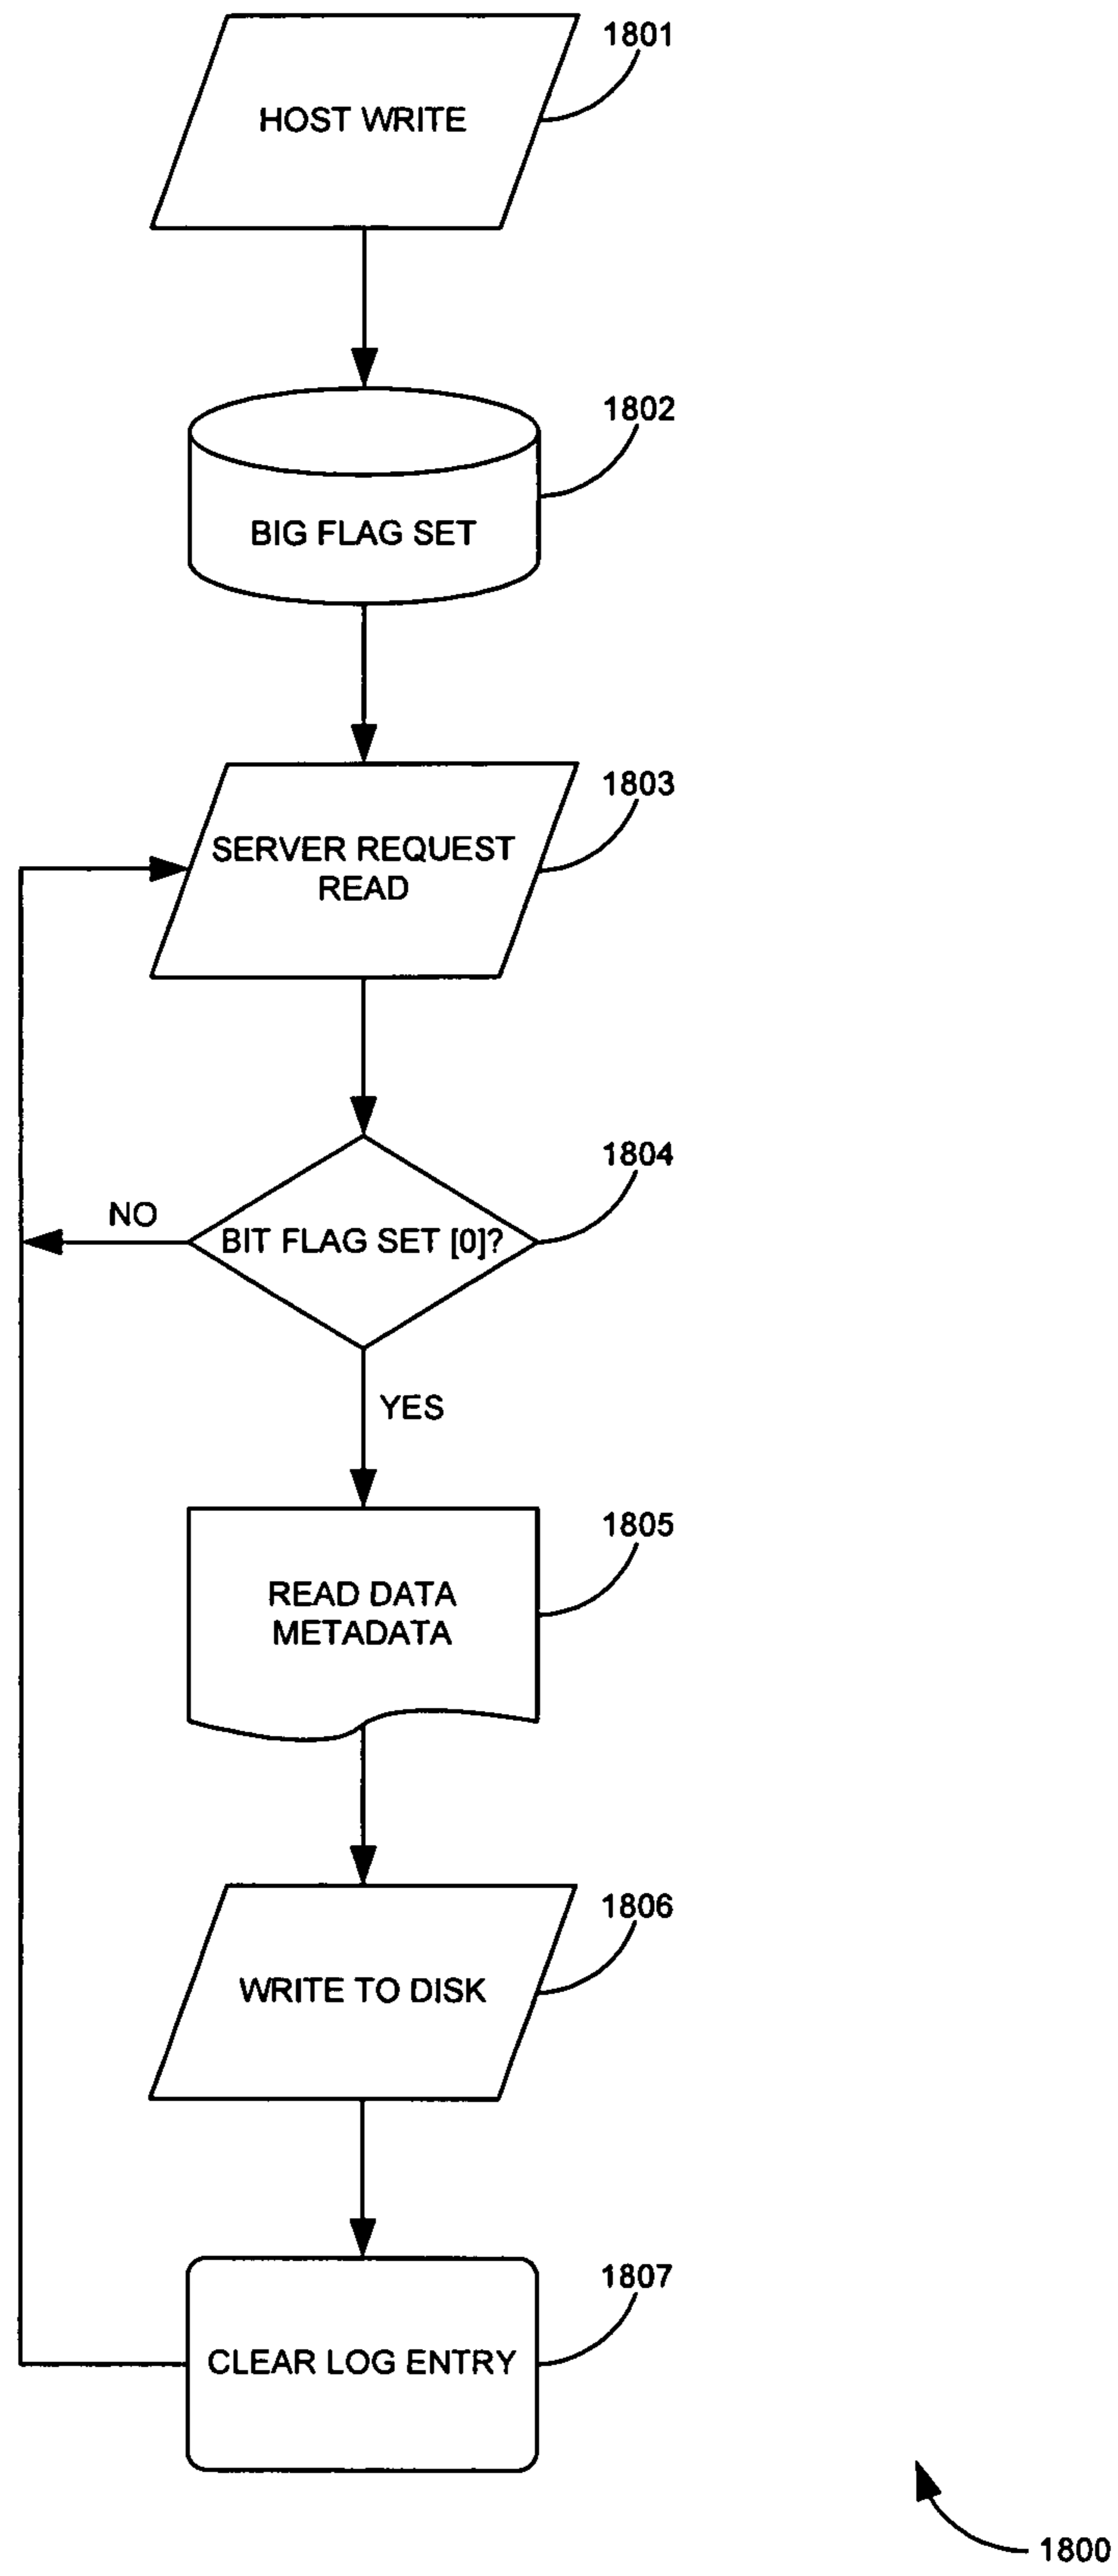 1801
HOST WRITE
1802
BIG FLAG SET
1803
SERVER REQUEST
READ
1804
NO
BIT FLAG SET [0]?
YES
1805
READ DATA
METADATA
1806
WRITE TO DISK
1807
CLEAR LOG ENTRY
1800